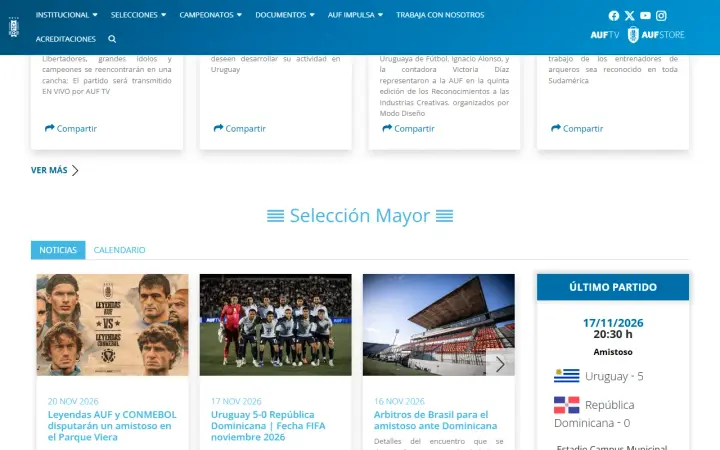 INSTITUCIONAL SELECCIONES CAMPEONATOS DOCUMENTOS AUF IMPULSA TRABAJA CON NOSOTROS
ACREDITACIONES
AUFTV AUFSTORE
Libertadores, grandes ídolos y
campeones se reencontrarán en una
cancha; El partido será transmitido
EN VIVO por AUF TV
Compartir
deseen desarrollar su actividad en
Uruguay
Compartir
Uruguaya de Fútbol, Ignacio Alonso, y
la contadora Victoria Díaz
representaron a la AUF en la quinta
edición de los Reconocimientos a las
Industrias Creativas, organizados por
Modo Diseño
Compartir
trabajo de los entrenadores de
arqueros sea reconocido en toda
Sudamérica
Compartir
VER MÁS
Selección Mayor
NOTICIAS CALENDARIO
LEYENDAS
AUF
VS
LEYENDAS
CONMEBOL
20 NOV 2026
Leyendas AUF y CONMEBOL
disputarán un amistoso en
el Parque Viera
17 NOV 2026
Uruguay 5-0 República
Dominicana | Fecha FIFA
noviembre 2026
16 NOV 2026
Arbitros de Brasil para el
amistoso ante Dominicana
Detalles del encuentro que se
ÚLTIMO PARTIDO
17/11/2026
20:30 h
Amistoso
Uruguay - 5
República
Dominicana - 0
Estadio Campus Municipal